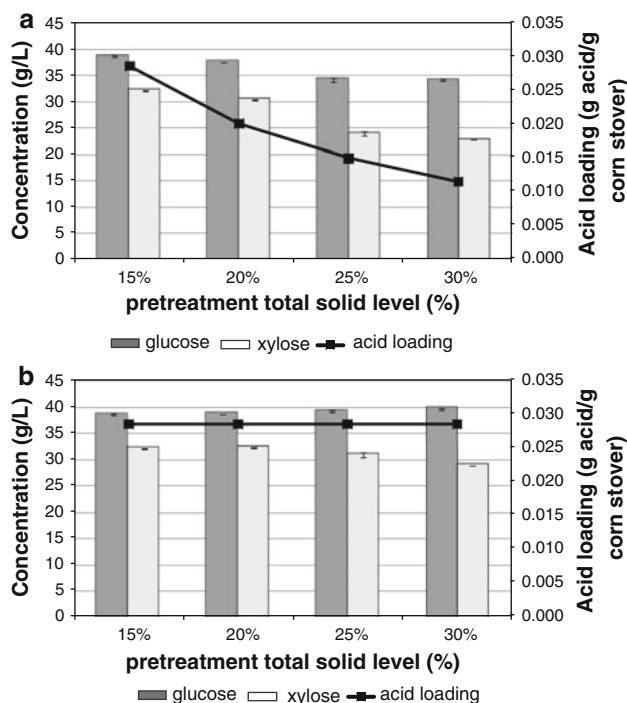 a
Concentration (g/L)
45
40
35
30
25
20
15
10
5
0
0.035
0.030
0.025
0.020
0.015
0.010
0.005
0.000
Acid loading (g acid/g
corn stover)
15% 20% 25% 30%
pretreatment total solid level (%)
glucose xylose acid loading
b
Concentration (g/L)
45
40
35
30
25
20
15
10
5
0
0.035
0.030
0.025
0.020
0.015
0.010
0.005
0.000
Acid loading (g acid/g
corn stover)
15% 20% 25% 30%
pretreatment total solid level (%)
glucose xylose acid loading